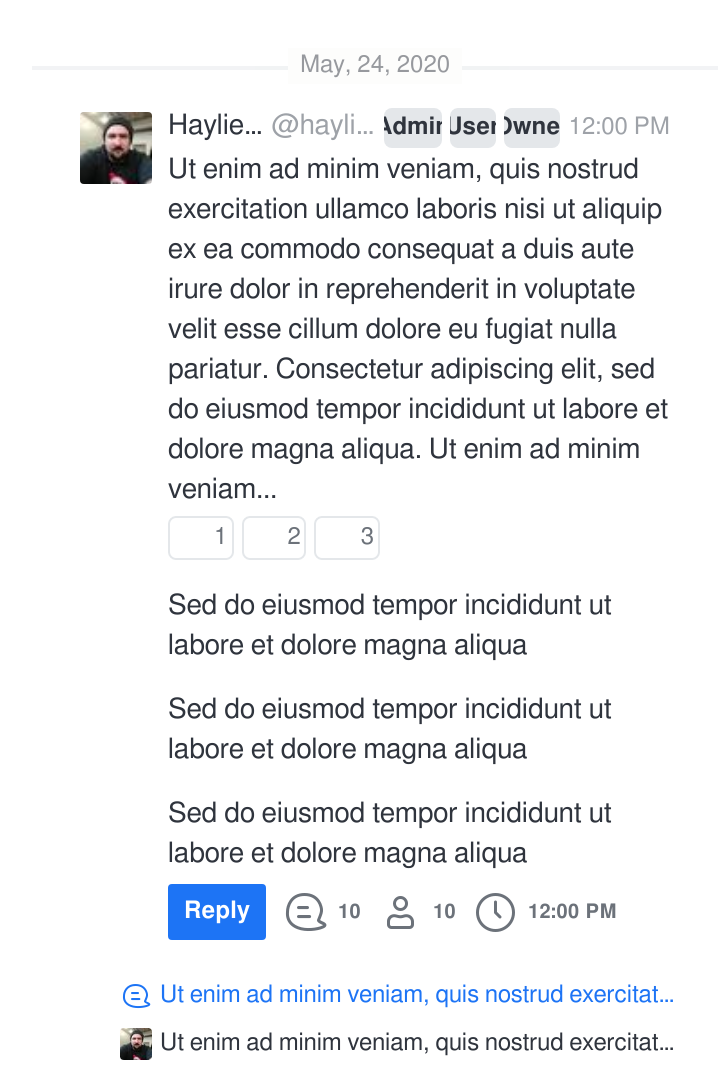 May, 24, 2020
Haylie... @hayli... Admin User Owne 12:00 PM
Ut enim ad minim veniam, quis nostrud
exercitation ullamco laboris nisi ut aliquip
ex ea commodo consequat a duis aute
irure dolor in reprehenderit in voluptate
velit esse cillum dolore eu fugiat nulla
pariatur. Consectetur adipiscing elit, sed
do eiusmod tempor incididunt ut labore et
dolore magna aliqua. Ut enim ad minim
veniam...
1 2 3
Sed do eiusmod tempor incididunt ut
labore et dolore magna aliqua
Sed do eiusmod tempor incididunt ut
labore et dolore magna aliqua
Sed do eiusmod tempor incididunt ut
labore et dolore magna aliqua
Reply 10 10 12:00 PM
Ut enim ad minim veniam, quis nostrud exercitat...
Ut enim ad minim veniam, quis nostrud exercitat...